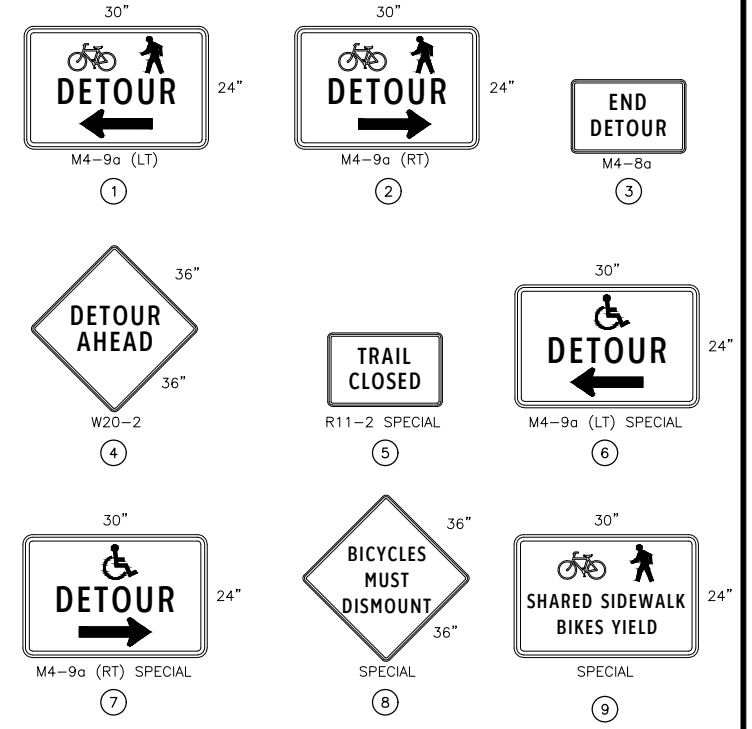 30”
DETOUR
24”
M4-9a (LT)
1
30”
DETOUR
24”
M4-9a (RT)
2
END
DETOUR
M4-8a
3
36”
DETOUR
AHEAD
36”
W20-2
4
TRAIL
CLOSED
R11-2 SPECIAL
5
30”
DETOUR
24”
M4-9a (LT) SPECIAL
6
30”
DETOUR
24”
M4-9a (RT) SPECIAL
7
36”
BICYCLES
MUST
DISMOUNT
36”
SPECIAL
8
30”
SHARED SIDEWALK
BIKES YIELD
24”
SPECIAL
9